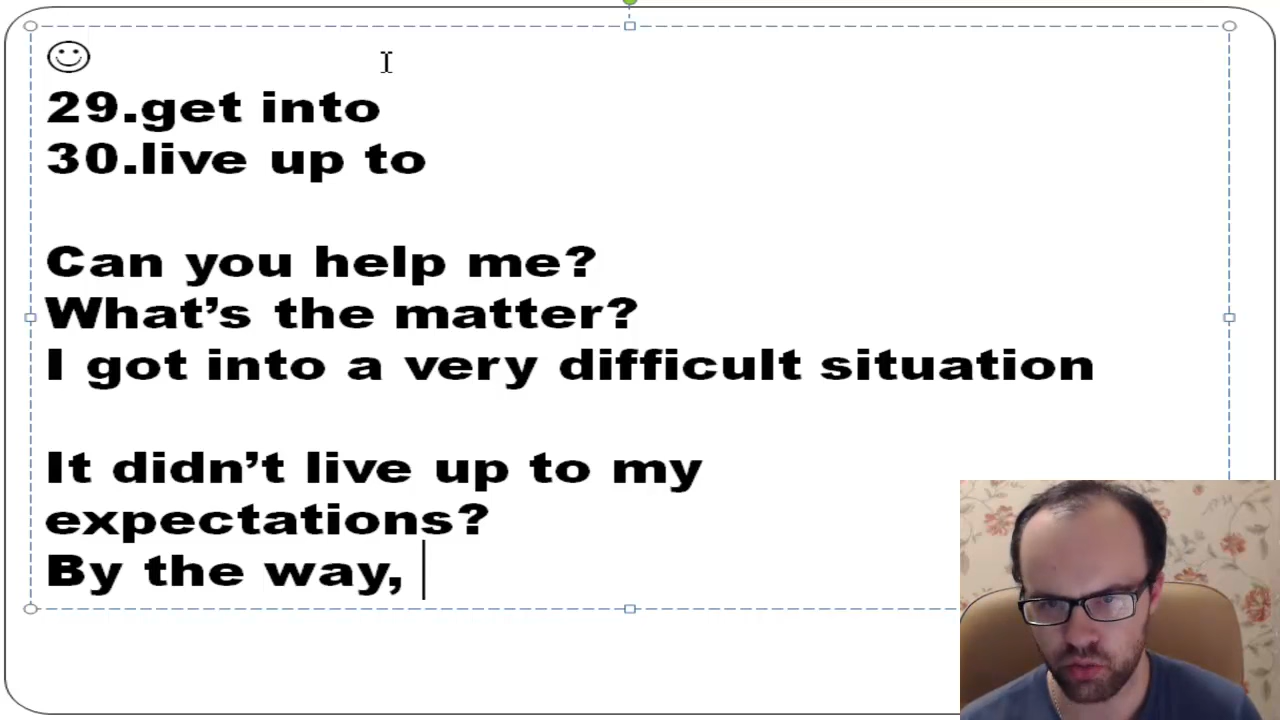 29.get into
30.live up to
Can you help me?
What’s the matter?
I got into a very difficult situation
It didn’t live up to my
expectations?
By the way,